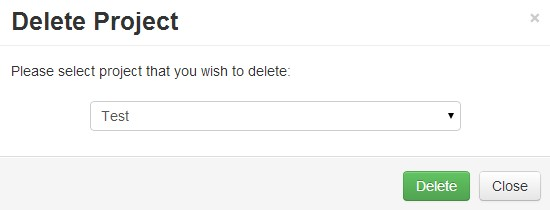 Delete Project
×
Please select project that you wish to delete:
Test
Delete Close